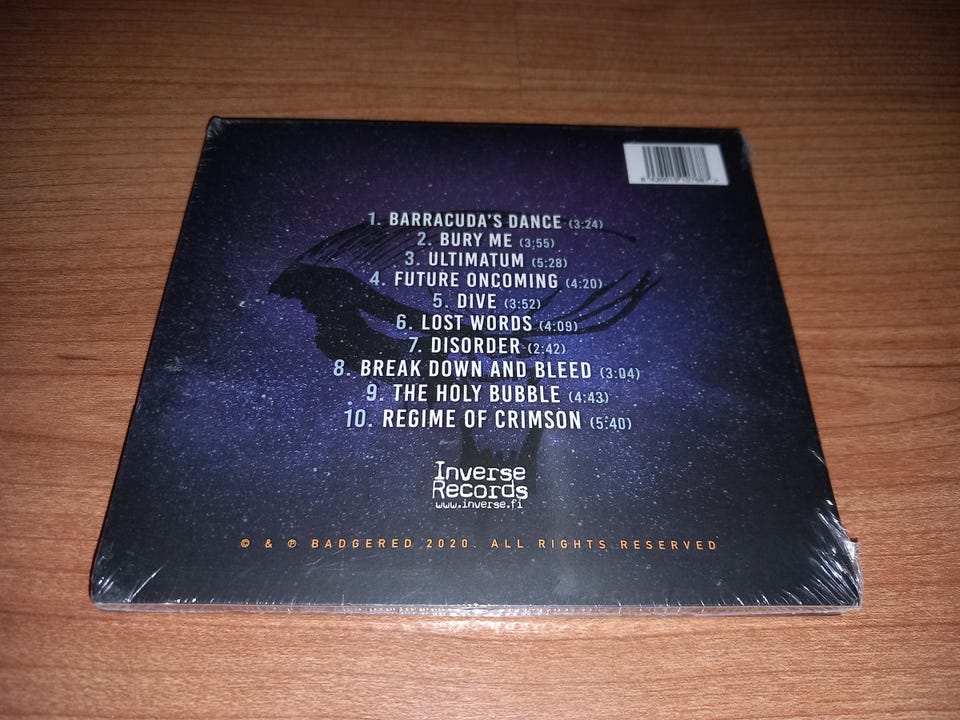 1. BARRACUDA'S DANCE (3:24)
2. BURY ME (3:55)
3. ULTIMATUM (5:28)
4. FUTURE ONCOMING (4:20)
5. DIVE (3:52)
6. LOST WORDS (4:09)
7. DISORDER (2:42)
8. BREAK DOWN AND BLEED (3:04)
9. THE HOLY BUBBLE (4:43)
10. REGIME OF CRIMSON (5:40)
Inverse
Records
www.inverse.fi
© & ℗ BADGERED 2020. ALL RIGHTS RESERVED